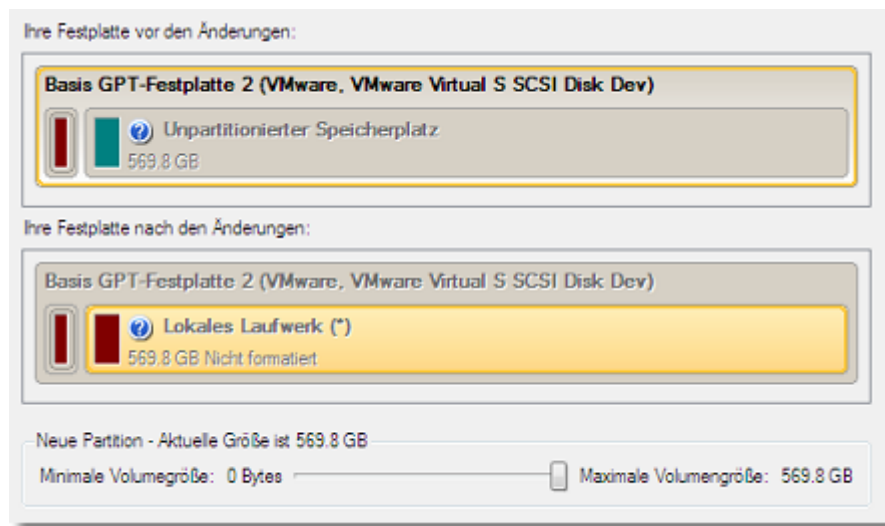 Ihre Festplatte vor den Änderungen:
Basis GPT-Festplatte 2 (VMware, VMware Virtual S SCSI Disk Dev)
Unpartitionierter Speicherplatz
569.8 GB
Ihre Festplatte nach den Änderungen:
Basis GPT-Festplatte 2 (VMware, VMware Virtual S SCSI Disk Dev)
Lokales Laufwerk (*)
569.8 GB Nicht formatiert
Neue Partition - Aktuelle Größe ist 569.8 GB
Minimale Volumegröße: 0 Bytes Maximale Volumengröße: 569.8 GB